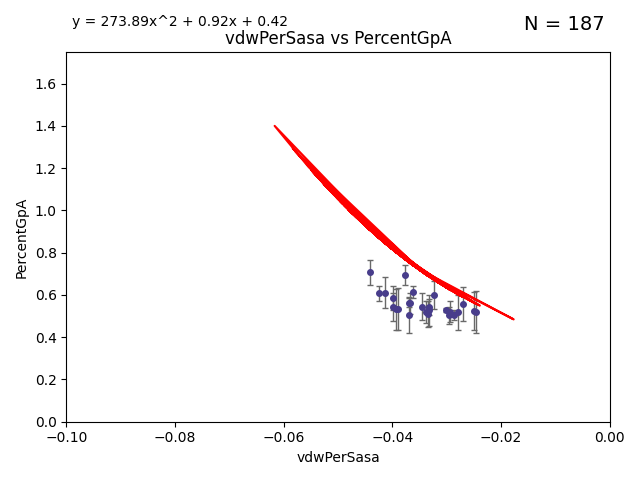 y = 273.89x^2 + 0.92x + 0.42
N = 187
vdwPerSasa vs PercentGpA
PercentGpA
1.6
1.4
1.2
1.0
0.8
0.6
0.4
0.2
0.0
−0.10 −0.08 −0.06 −0.04 −0.02 0.00
vdwPerSasa